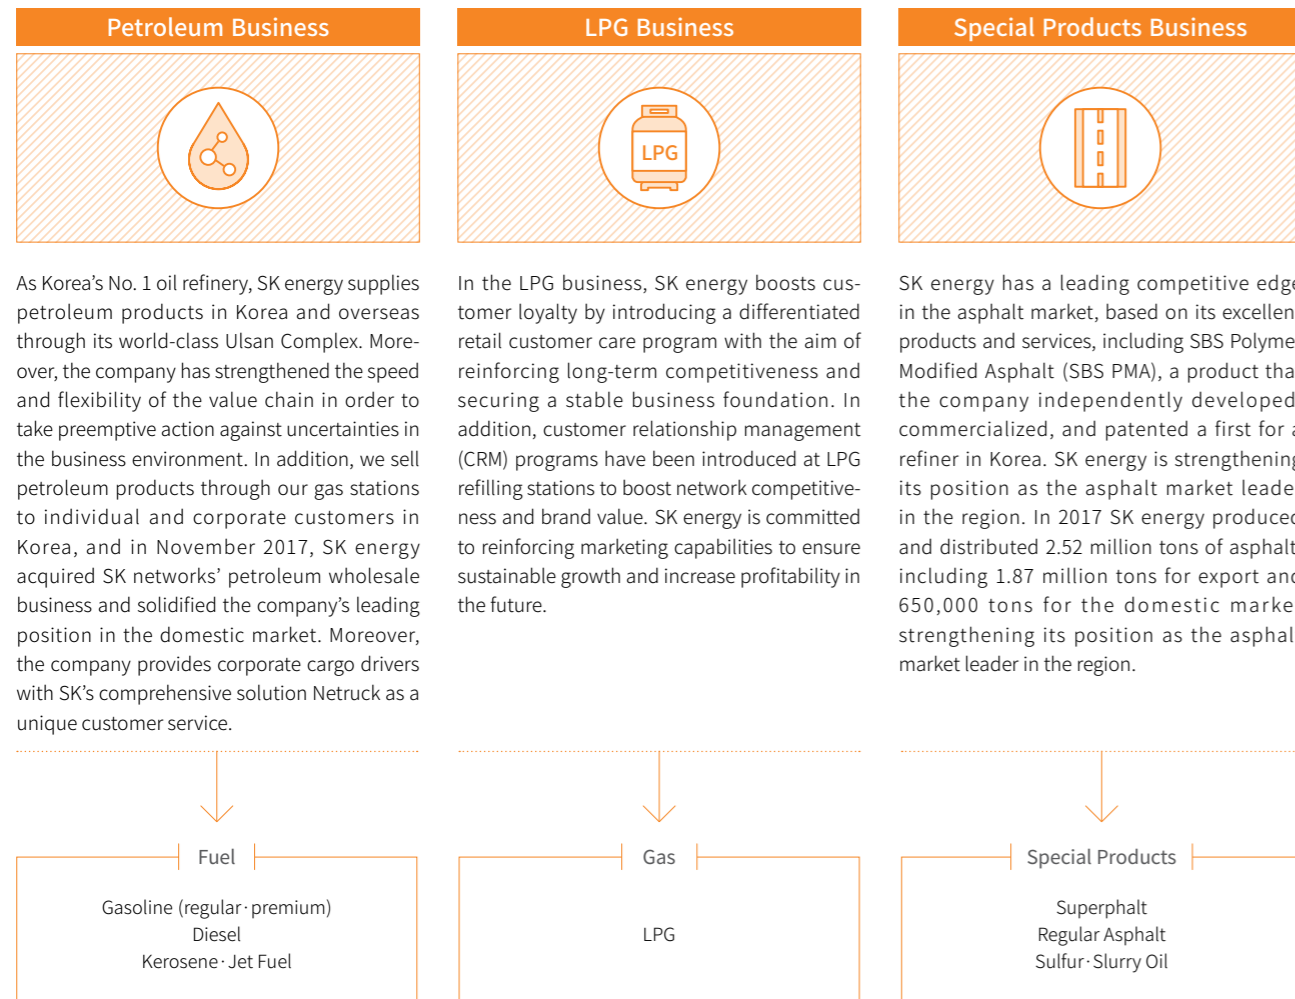 Petroleum Business
As Korea's No. 1 oil refinery, SK energy supplies
petroleum products in Korea and overseas
through its world-class Ulsan Complex. More-
over, the company has strengthened the speed
and flexibility of the value chain in order to
take preemptive action against uncertainties in
the business environment. In addition, we sell
petroleum products through our gas stations
to individual and corporate customers in
Korea, and in November 2017, SK energy
acquired SK networks' petroleum wholesale
business and solidified the company's leading
position in the domestic market. Moreover,
the company provides corporate cargo drivers
with SK's comprehensive solution Netruck as a
unique customer service.
Fuel
Gasoline (regular·premium)
Diesel
Kerosene·Jet Fuel
LPG Business
LPG
In the LPG business, SK energy boosts cus-
tomer loyalty by introducing a differentiated
retail customer care program with the aim of
reinforcing long-term competitiveness and
securing a stable business foundation. In
addition, customer relationship management
(CRM) programs have been introduced at LPG
refilling stations to boost network competitive-
ness and brand value. SK energy is committed
to reinforcing marketing capabilities to ensure
sustainable growth and increase profitability in
the future.
Gas
LPG
Special Products Business
SK energy has a leading competitive edge
in the asphalt market, based on its excellen
products and services, including SBS Polyme
Modified Asphalt (SBS PMA), a product tha
the company independently developed
commercialized, and patented a first for a
refiner in Korea. SK energy is strengthening
its position as the asphalt market leade
in the region. In 2017 SK energy produced
and distributed 2.52 million tons of asphalt
including 1.87 million tons for export and
650,000 tons for the domestic marke
strengthening its position as the asphal
market leader in the region.
Special Products
Superphalt
Regular Asphalt
Sulfur·Slurry Oil